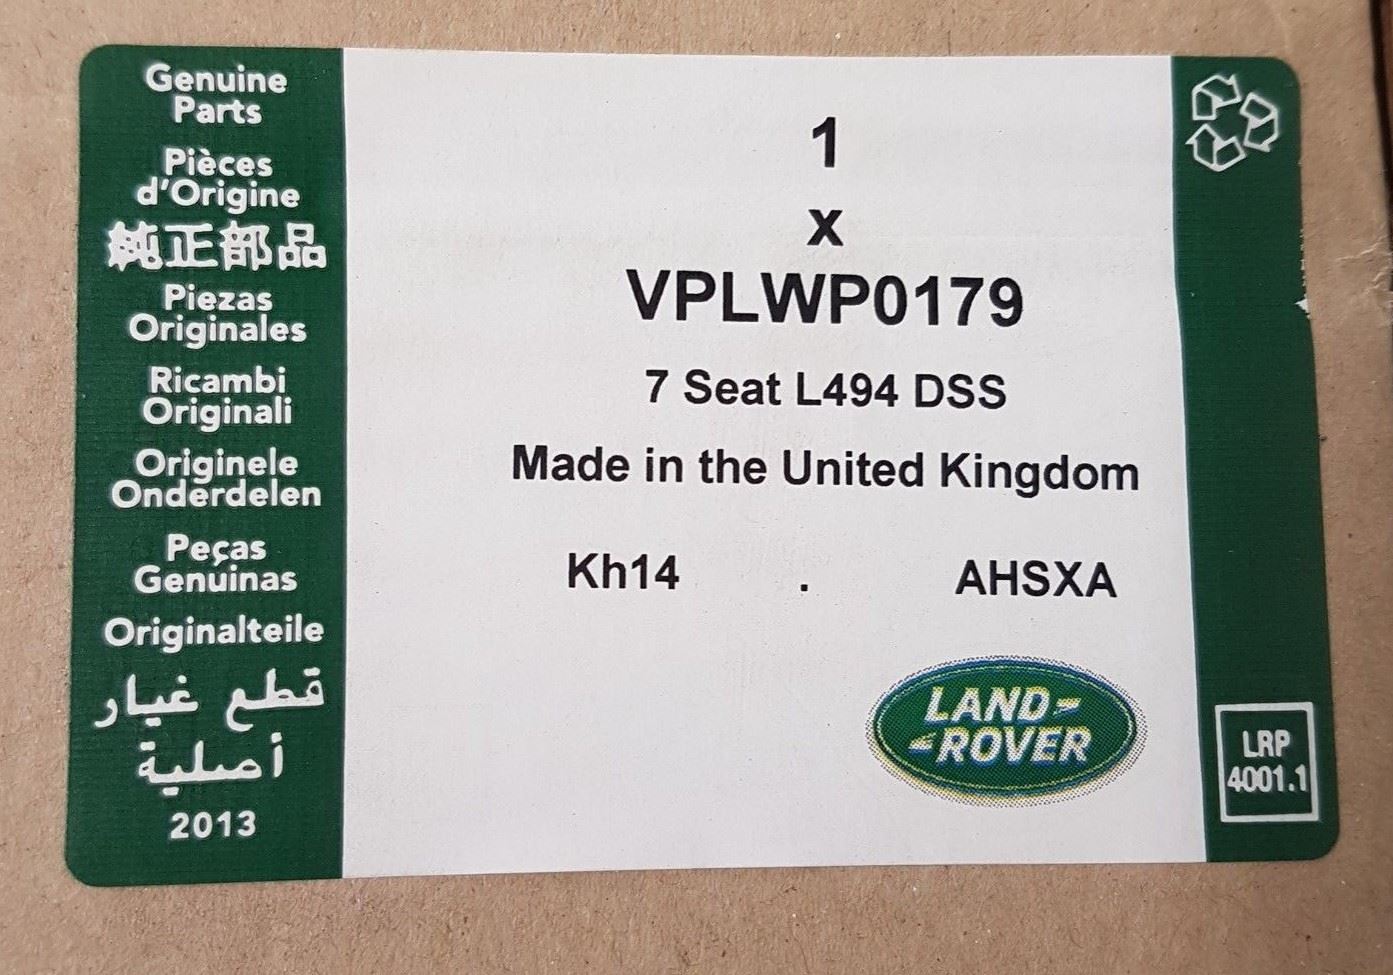 Genuine
Parts
Pièces
d'Origine
純正部品
Piezas
Originales
Ricambi
Originali
Originele
Onderdelen
Peças
Genuínas
Originalteile
قطع غيار
أصلية
2013
1
x
VPLWP0179
7 Seat L494 DSS
Made in the United Kingdom
Kh14 . AHSXA
LAND-
-ROVER
LRP
4001.1